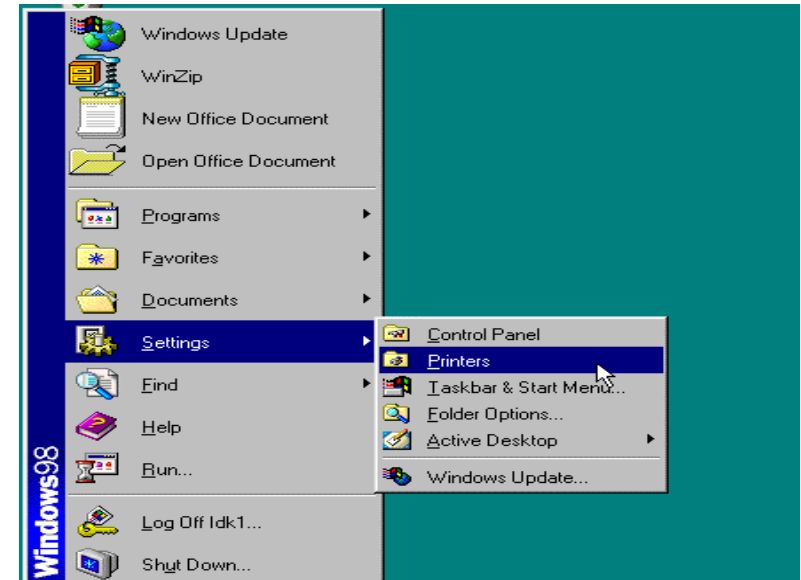 Windows Update
WinZip
New Office Document
Open Office Document
Programs
Favorites
Documents
Settings
Find
Help
Run...
Log Off Idk1...
Shut Down...
Control Panel
Printers
Taskbar & Start Menu...
Folder Options...
Active Desktop
Windows Update...
Windows98